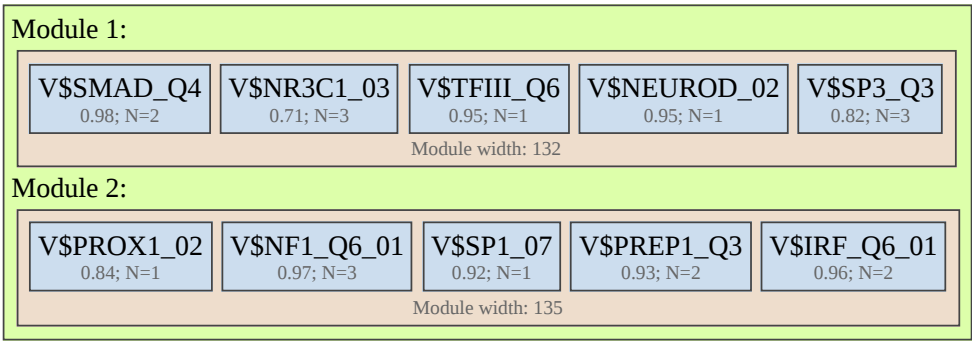 Module 1:
V$SMAD_Q4 V$NR3C1_03 V$TFIII_Q6 V$NEUROD_02 V$SP3_Q3
0.98; N=2 0.71; N=3 0.95; N=1 0.95; N=1 0.82; N=3
Module width: 132
Module 2:
V$PROX1_02 V$NF1_Q6_01 V$SP1_07 V$PREP1_Q3 V$IRF_Q6_01
0.84; N=1 0.97; N=3 0.92; N=1 0.93; N=2 0.96; N=2
Module width: 135